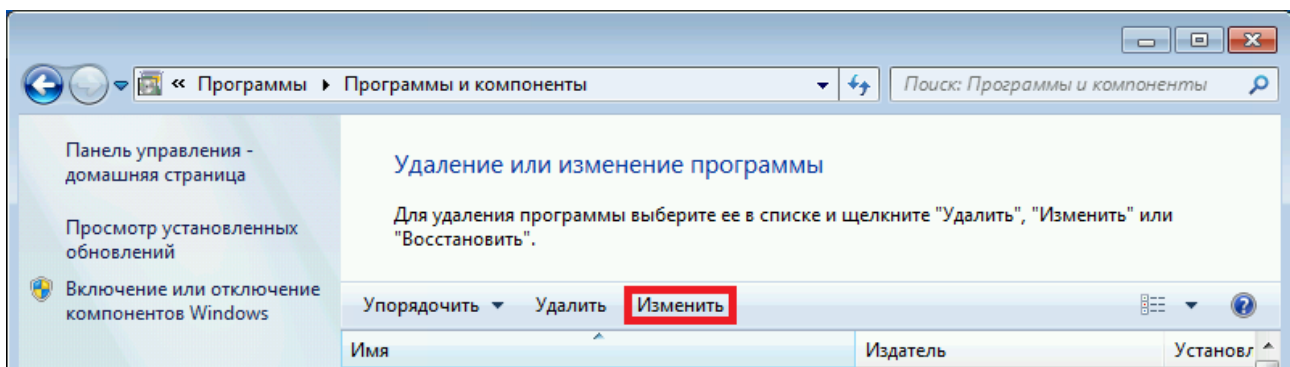 « Программы Программы и компоненты Поиск: Программы и компоненты
Панель управления -
домашняя страница
Просмотр установленных
обновлений
Включение или отключение
компонентов Windows
Удаление или изменение программы
Для удаления программы выберите ее в списке и щелкните "Удалить", "Изменить" или
"Восстановить".
Упорядочить Удалить Изменить
Имя Издатель Установл